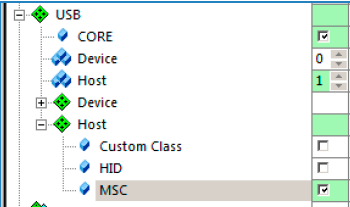 USB
CORE
Device 0
Host 1
Device
Host
Custom Class
HID
MSC